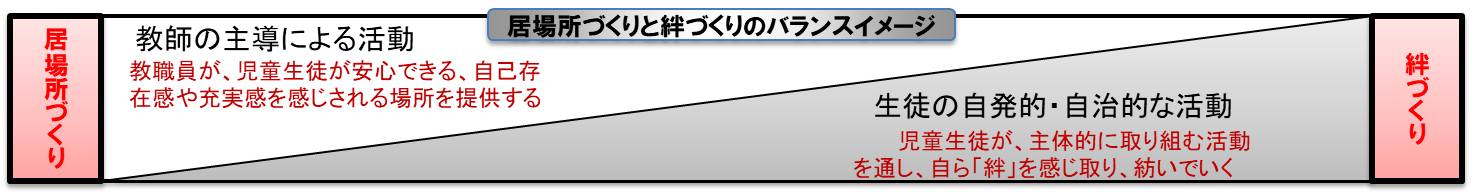 居場所づくりと絆づくりのバランスイメージ
居場所づくり
教師の主導による活動
教職員が、児童生徒が安心できる、自己存
在感や充実感を感じされる場所を提供する
生徒の自発的・自治的な活動
児童生徒が、主体的に取り組む活動
を通し、自ら「絆」を感じ取り、紡いでいく
絆づくり